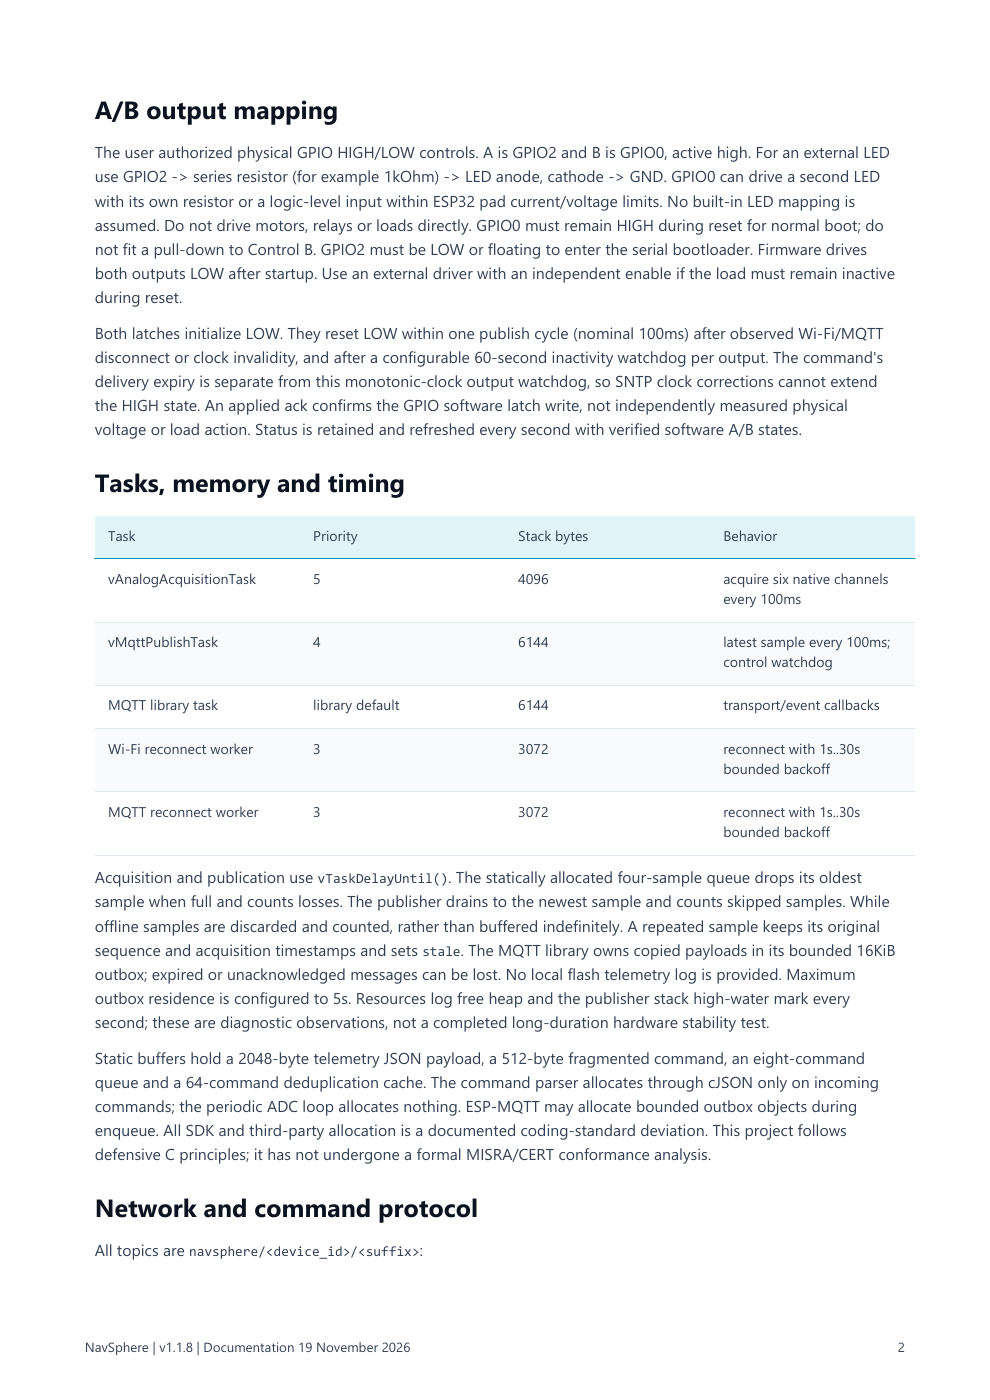 A/B output mapping
The user authorized physical GPIO HIGH/LOW controls. A is GPIO2 and B is GPIO0, active high. For an external LED
use GPIO2 -> series resistor (for example 1kOhm) -> LED anode, cathode -> GND. GPIO0 can drive a second LED
with its own resistor or a logic-level input within ESP32 pad current/voltage limits. No built-in LED mapping is
assumed. Do not drive motors, relays or loads directly. GPIO0 must remain HIGH during reset for normal boot; do
not fit a pull-down to Control B. GPIO2 must be LOW or floating to enter the serial bootloader. Firmware drives
both outputs LOW after startup. Use an external driver with an independent enable if the load must remain inactive
during reset.
Both latches initialize LOW. They reset LOW within one publish cycle (nominal 100ms) after observed Wi-Fi/MQTT
disconnect or clock invalidity, and after a configurable 60-second inactivity watchdog per output. The command's
delivery expiry is separate from this monotonic-clock output watchdog, so SNTP clock corrections cannot extend
the HIGH state. An applied ack confirms the GPIO software latch write, not independently measured physical
voltage or load action. Status is retained and refreshed every second with verified software A/B states.
Tasks, memory and timing
Task Priority Stack bytes Behavior
vAnalogAcquisitionTask 5 4096 acquire six native channels
every 100ms
vMqttPublishTask 4 6144 latest sample every 100ms;
control watchdog
MQTT library task library default 6144 transport/event callbacks
Wi-Fi reconnect worker 3 3072 reconnect with 1s..30s
bounded backoff
MQTT reconnect worker 3 3072 reconnect with 1s..30s
bounded backoff
Acquisition and publication use vTaskDelayUntil(). The statically allocated four-sample queue drops its oldest
sample when full and counts losses. The publisher drains to the newest sample and counts skipped samples. While
offline samples are discarded and counted, rather than buffered indefinitely. A repeated sample keeps its original
sequence and acquisition timestamps and sets stale. The MQTT library owns copied payloads in its bounded 16KiB
outbox; expired or unacknowledged messages can be lost. No local flash telemetry log is provided. Maximum
outbox residence is configured to 5s. Resources log free heap and the publisher stack high-water mark every
second; these are diagnostic observations, not a completed long-duration hardware stability test.
Static buffers hold a 2048-byte telemetry JSON payload, a 512-byte fragmented command, an eight-command
queue and a 64-command deduplication cache. The command parser allocates through cJSON only on incoming
commands; the periodic ADC loop allocates nothing. ESP-MQTT may allocate bounded outbox objects during
enqueue. All SDK and third-party allocation is a documented coding-standard deviation. This project follows
defensive C principles; it has not undergone a formal MISRA/CERT conformance analysis.
Network and command protocol
All topics are navsphere/<device_id>/<suffix>:
NavSphere | v1.1.8 | Documentation 19 November 2026 2